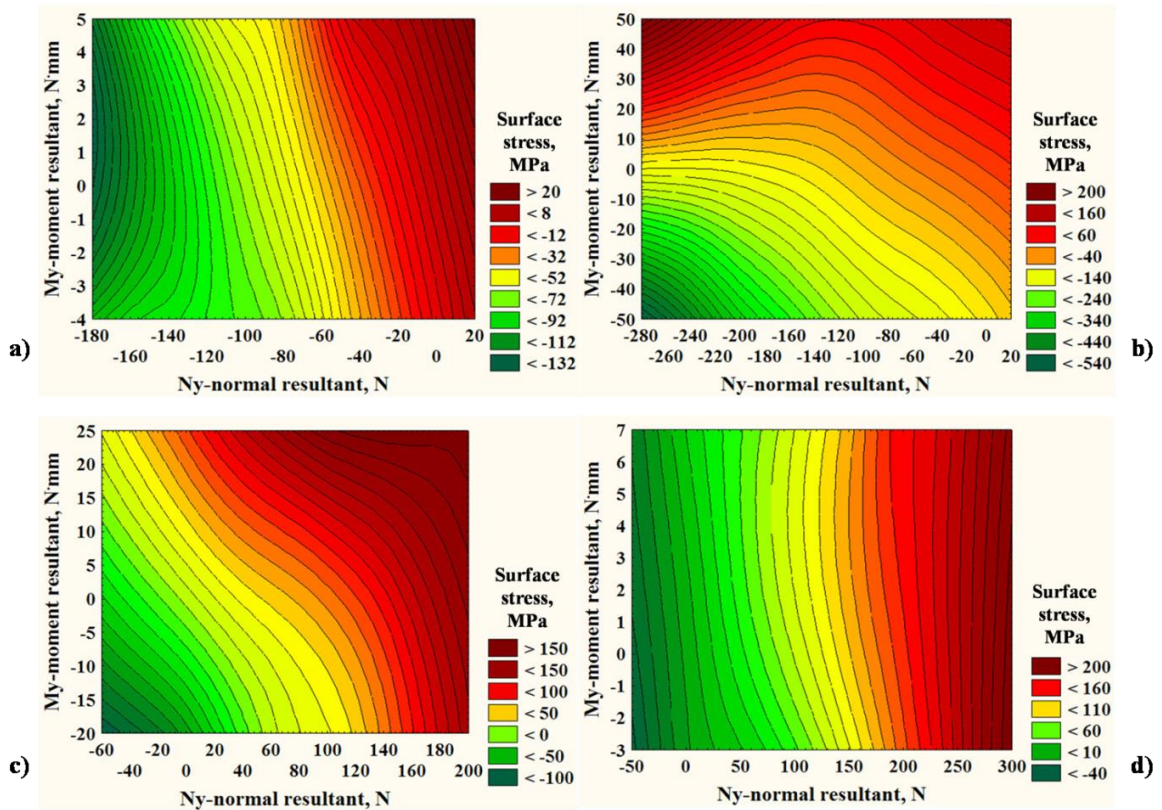 a)
My-moment resultant, N·mm
5
4
3
2
1
0
-1
-2
-3
-4
-180 -140 -100 -60 -20 20
-160 -120 -80 -40 0
Ny-normal resultant, N
Surface
stress,
MPa
> 20
< 8
< -12
< -32
< -52
< -72
< -92
< -112
< -132
b)
My-moment resultant, N·mm
50
40
30
20
10
0
-10
-20
-30
-40
-50
-280 -240 -200 -160 -120 -80 -40 0
-260 -220 -180 -140 -100 -60 -20 20
Ny-normal resultant, N
Surface
stress,
MPa
> 200
< 160
< 60
< -40
< -140
< -240
< -340
< -440
< -540
c)
My-moment resultant, N·mm
25
20
15
10
5
0
-5
-10
-15
-20
-60 -20 20 60 100 140 180
-40 0 40 80 120 160 200
Ny-normal resultant, N
Surface
stress,
MPa
> 150
< 150
< 100
< 50
< 0
< -50
< -100
d)
My-moment resultant, N·mm
7
6
5
4
3
2
1
0
-1
-2
-3
-50 0 50 100 150 200 250 300
Ny-normal resultant, N
Surface
stress,
MPa
> 200
< 160
< 110
< 60
< 10
< -40